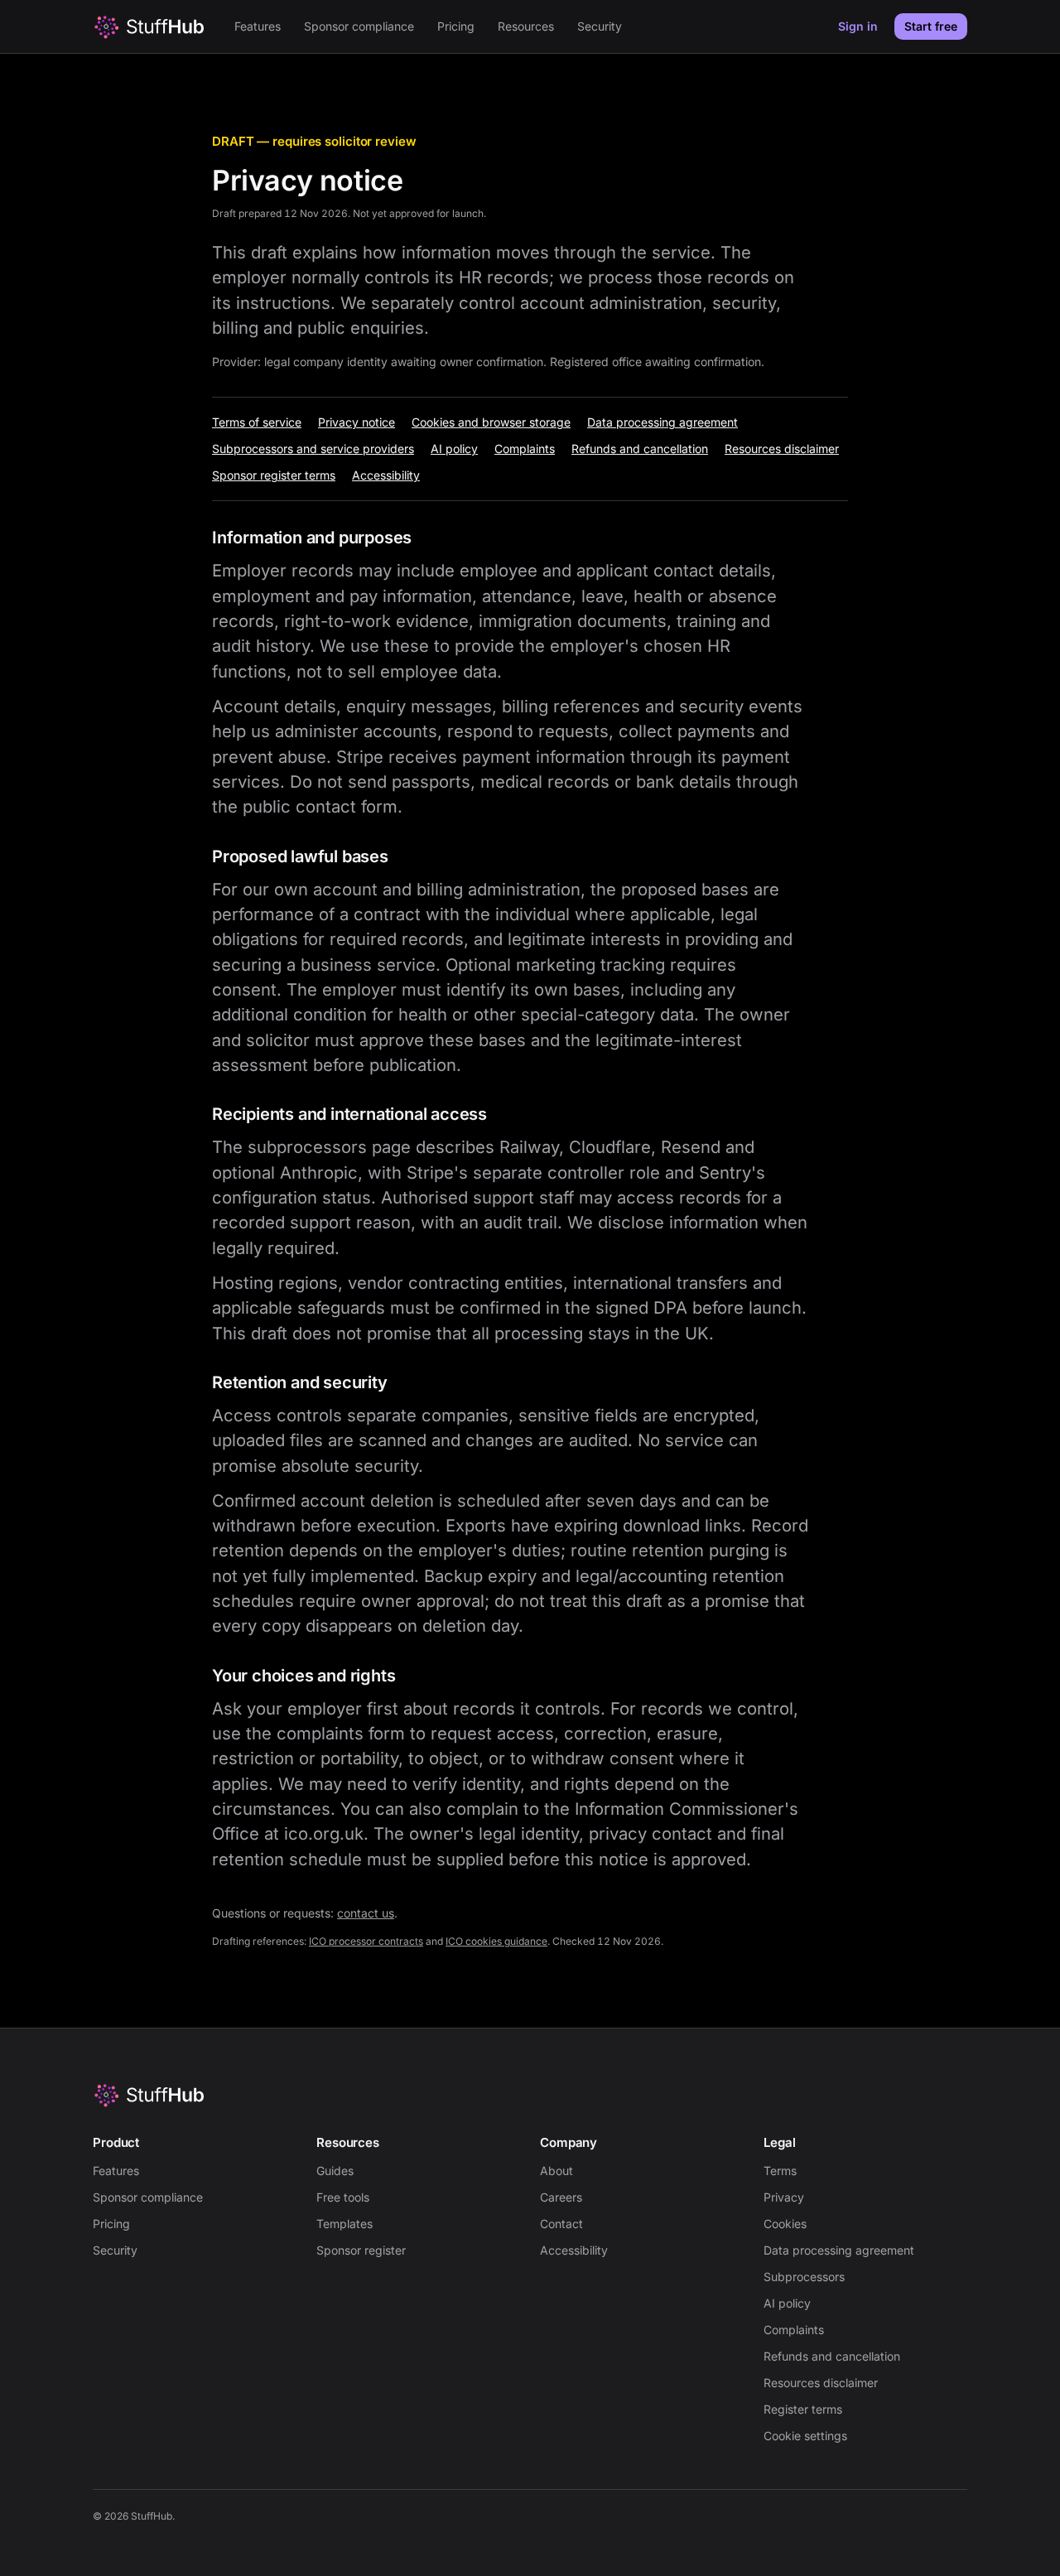 StuffHub
Features Sponsor compliance Pricing Resources Security Sign in Start free
DRAFT — requires solicitor review
Privacy notice
Draft prepared 12 Nov 2026. Not yet approved for launch.
This draft explains how information moves through the service. The
employer normally controls its HR records; we process those records on
its instructions. We separately control account administration, security,
billing and public enquiries.
Provider: legal company identity awaiting owner confirmation. Registered office awaiting confirmation.
Terms of service Privacy notice Cookies and browser storage Data processing agreement
Subprocessors and service providers AI policy Complaints Refunds and cancellation Resources disclaimer
Sponsor register terms Accessibility
Information and purposes
Employer records may include employee and applicant contact details,
employment and pay information, attendance, leave, health or absence
records, right-to-work evidence, immigration documents, training and
audit history. We use these to provide the employer's chosen HR
functions, not to sell employee data.
Account details, enquiry messages, billing references and security events
help us administer accounts, respond to requests, collect payments and
prevent abuse. Stripe receives payment information through its payment
services. Do not send passports, medical records or bank details through
the public contact form.
Proposed lawful bases
For our own account and billing administration, the proposed bases are
performance of a contract with the individual where applicable, legal
obligations for required records, and legitimate interests in providing and
securing a business service. Optional marketing tracking requires
consent. The employer must identify its own bases, including any
additional condition for health or other special-category data. The owner
and solicitor must approve these bases and the legitimate-interest
assessment before publication.
Recipients and international access
The subprocessors page describes Railway, Cloudflare, Resend and
optional Anthropic, with Stripe's separate controller role and Sentry's
configuration status. Authorised support staff may access records for a
recorded support reason, with an audit trail. We disclose information when
legally required.
Hosting regions, vendor contracting entities, international transfers and
applicable safeguards must be confirmed in the signed DPA before launch.
This draft does not promise that all processing stays in the UK.
Retention and security
Access controls separate companies, sensitive fields are encrypted,
uploaded files are scanned and changes are audited. No service can
promise absolute security.
Confirmed account deletion is scheduled after seven days and can be
withdrawn before execution. Exports have expiring download links. Record
retention depends on the employer's duties; routine retention purging is
not yet fully implemented. Backup expiry and legal/accounting retention
schedules require owner approval; do not treat this draft as a promise that
every copy disappears on deletion day.
Your choices and rights
Ask your employer first about records it controls. For records we control,
use the complaints form to request access, correction, erasure,
restriction or portability, to object, or to withdraw consent where it
applies. We may need to verify identity, and rights depend on the
circumstances. You can also complain to the Information Commissioner's
Office at ico.org.uk. The owner's legal identity, privacy contact and final
retention schedule must be supplied before this notice is approved.
Questions or requests: contact us.
Drafting references: ICO processor contracts and ICO cookies guidance. Checked 12 Nov 2026.
StuffHub
Product
Features
Sponsor compliance
Pricing
Security
Resources
Guides
Free tools
Templates
Sponsor register
Company
About
Careers
Contact
Accessibility
Legal
Terms
Privacy
Cookies
Data processing agreement
Subprocessors
AI policy
Complaints
Refunds and cancellation
Resources disclaimer
Register terms
Cookie settings
© 2026 StuffHub.